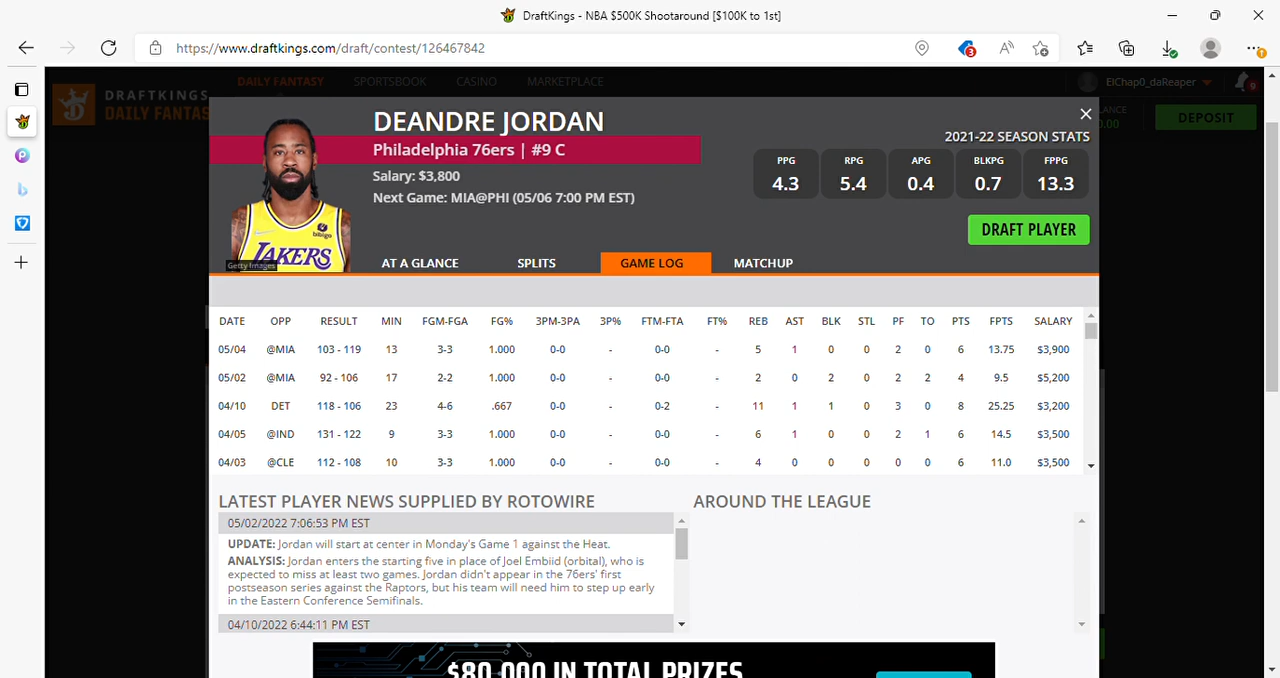 DraftKings - NBA $500K Shootaround [$100K to 1st]
https://www.draftkings.com/draft/contest/126467842
3
DAILY FANTASY SPORTSBOOK CASINO MARKETPLACE
ElChap0_daReaper
9
DRAFTKINGS
DAILY FANTAS
LANCE
0.00
DEPOSIT
DEANDRE JORDAN
Philadelphia 76ers | #9 C
Salary: $3,800
Next Game: MIA@PHI (05/06 7:00 PM EST)
bibigo
LAKERS
Getty Images
2021-22 SEASON STATS
PPG RPG APG BLKPG FPPG
4.3 5.4 0.4 0.7 13.3
DRAFT PLAYER
AT A GLANCE SPLITS GAME LOG MATCHUP
DATE OPP RESULT MIN FGM-FGA FG% 3PM-3PA 3P% FTM-FTA FT% REB AST BLK STL PF TO PTS FPTS SALARY
05/04 @MIA 103 - 119 13 3-3 1.000 0-0 - 0-0 - 5 1 0 0 2 0 6 13.75 $3,900
05/02 @MIA 92 - 106 17 2-2 1.000 0-0 - 0-0 - 2 0 2 0 2 2 4 9.5 $5,200
04/10 DET 118 - 106 23 4-6 .667 0-0 - 0-2 - 11 1 1 0 3 0 8 25.25 $3,200
04/05 @IND 131 - 122 9 3-3 1.000 0-0 - 0-0 - 6 1 0 0 2 1 6 14.5 $3,500
04/03 @CLE 112 - 108 10 3-3 1.000 0-0 - 0-0 - 4 0 0 0 0 0 6 11.0 $3,500
LATEST PLAYER NEWS SUPPLIED BY ROTOWIRE
05/02/2022 7:06:53 PM EST
UPDATE: Jordan will start at center in Monday's Game 1 against the Heat.
ANALYSIS: Jordan enters the starting five in place of Joel Embiid (orbital), who is
expected to miss at least two games. Jordan didn't appear in the 76ers' first
postseason series against the Raptors, but his team will need him to step up early
in the Eastern Conference Semifinals.
04/10/2022 6:44:11 PM EST
AROUND THE LEAGUE
$80,000 IN TOTAL PRIZES